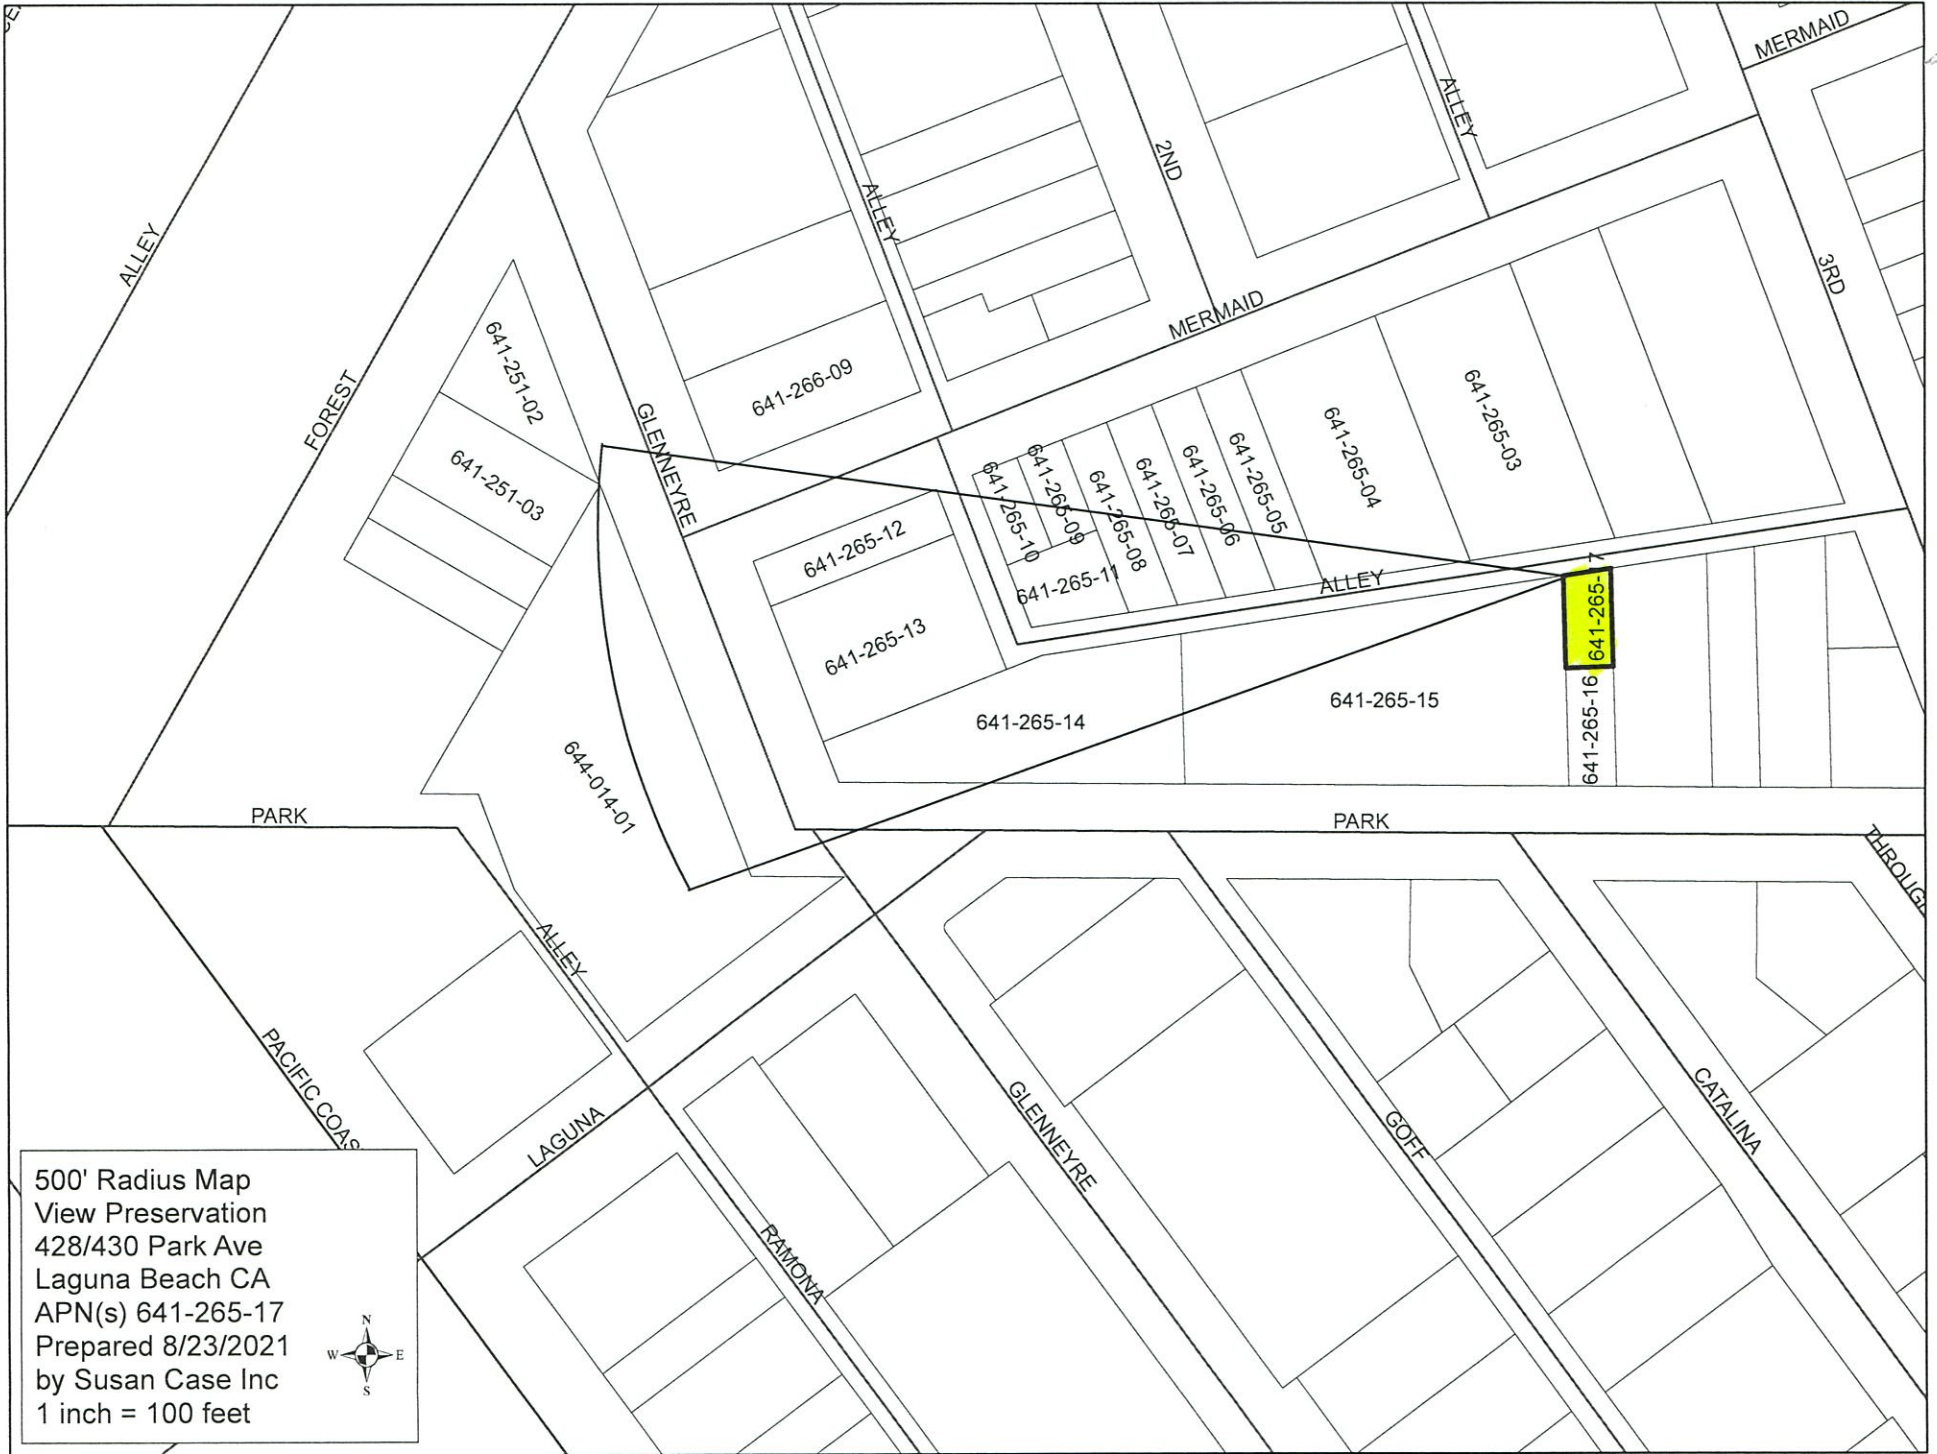 MERMAID
ALLEY
2ND
ALLEY
ALLEY
3RD
MERMAID
641-251-02
FOREST
641-266-09
GLENNEYRE
641-251-03
641-265-03
641-265-04
641-265-05
641-265-06
641-265-07
641-265-08
641-265-09
641-265-10
641-265-12
641-265-11
ALLEY
641-265-17
641-265-13
641-265-16
641-265-15
641-265-14
644-014-01
PARK
PARK
THROUGH
ALLEY
PACIFIC COAS
LAGUNA
GLENNEYRE
GOFF
CATALINA
RAMONA
500' Radius Map
View Preservation
428/430 Park Ave
Laguna Beach CA
APN(s) 641-265-17
Prepared 8/23/2021
by Susan Case Inc
1 inch = 100 feet
N
W E
S